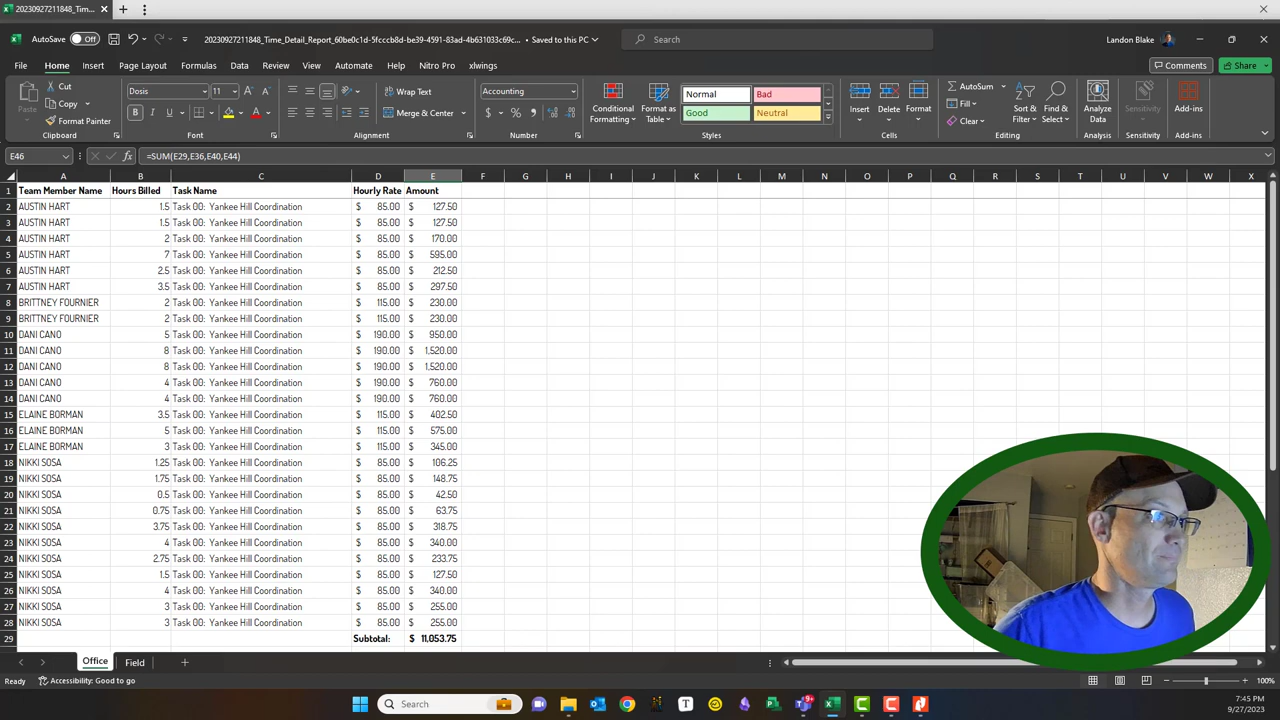 20230927211848_Time_
AutoSave Off
20230927211848_Time_Detail_Report_60be0c1d-5fcccb8d-be39-4591-83ad-4b631033c69c... • Saved to this PC
Search
Landon Blake
File Home Insert Page Layout Formulas Data Review View Automate Help Nitro Pro xlwings
Comments Share
Paste
Cut
Copy
Format Painter
Clipboard
Dosis 11
B I U
Font
Wrap Text
Merge & Center
Alignment
Accounting
$ % 9
Number
Conditional Formatting
Format as Table
Normal Bad
Good Neutral
Styles
Insert Delete Format
Cells
AutoSum
Fill
Clear
Sort & Filter
Find & Select
Editing
Analyze Data
Analysis
Sensitivity
Sensitivity
Add-ins
Add-ins
E46 fx =SUM(E29,E36,E40,E44)
A B C D E F G H I J K L M N O P Q R S T U V W X
1 Team Member Name Hours Billed Task Name Hourly Rate Amount
2 AUSTIN HART 1.5 Task 00: Yankee Hill Coordination $ 85.00 $ 127.50
3 AUSTIN HART 1.5 Task 00: Yankee Hill Coordination $ 85.00 $ 127.50
4 AUSTIN HART 2 Task 00: Yankee Hill Coordination $ 85.00 $ 170.00
5 AUSTIN HART 7 Task 00: Yankee Hill Coordination $ 85.00 $ 595.00
6 AUSTIN HART 2.5 Task 00: Yankee Hill Coordination $ 85.00 $ 212.50
7 AUSTIN HART 3.5 Task 00: Yankee Hill Coordination $ 85.00 $ 297.50
8 BRITTNEY FOURNIER 2 Task 00: Yankee Hill Coordination $ 115.00 $ 230.00
9 BRITTNEY FOURNIER 2 Task 00: Yankee Hill Coordination $ 115.00 $ 230.00
10 DANI CANO 5 Task 00: Yankee Hill Coordination $ 190.00 $ 950.00
11 DANI CANO 8 Task 00: Yankee Hill Coordination $ 190.00 $ 1,520.00
12 DANI CANO 8 Task 00: Yankee Hill Coordination $ 190.00 $ 1,520.00
13 DANI CANO 4 Task 00: Yankee Hill Coordination $ 190.00 $ 760.00
14 DANI CANO 4 Task 00: Yankee Hill Coordination $ 190.00 $ 760.00
15 ELAINE BORMAN 3.5 Task 00: Yankee Hill Coordination $ 115.00 $ 402.50
16 ELAINE BORMAN 5 Task 00: Yankee Hill Coordination $ 115.00 $ 575.00
17 ELAINE BORMAN 3 Task 00: Yankee Hill Coordination $ 115.00 $ 345.00
18 NIKKI SOSA 1.25 Task 00: Yankee Hill Coordination $ 85.00 $ 106.25
19 NIKKI SOSA 1.75 Task 00: Yankee Hill Coordination $ 85.00 $ 148.75
20 NIKKI SOSA 0.5 Task 00: Yankee Hill Coordination $ 85.00 $ 42.50
21 NIKKI SOSA 0.75 Task 00: Yankee Hill Coordination $ 85.00 $ 63.75
22 NIKKI SOSA 3.75 Task 00: Yankee Hill Coordination $ 85.00 $ 318.75
23 NIKKI SOSA 4 Task 00: Yankee Hill Coordination $ 85.00 $ 340.00
24 NIKKI SOSA 2.75 Task 00: Yankee Hill Coordination $ 85.00 $ 233.75
25 NIKKI SOSA 1.5 Task 00: Yankee Hill Coordination $ 85.00 $ 127.50
26 NIKKI SOSA 4 Task 00: Yankee Hill Coordination $ 85.00 $ 340.00
27 NIKKI SOSA 3 Task 00: Yankee Hill Coordination $ 85.00 $ 255.00
28 NIKKI SOSA 3 Task 00: Yankee Hill Coordination $ 85.00 $ 255.00
29 Subtotal: $ 11,053.75
Office Field
Ready Accessibility: Good to go 100%
Search
7:45 PM
9/27/2023